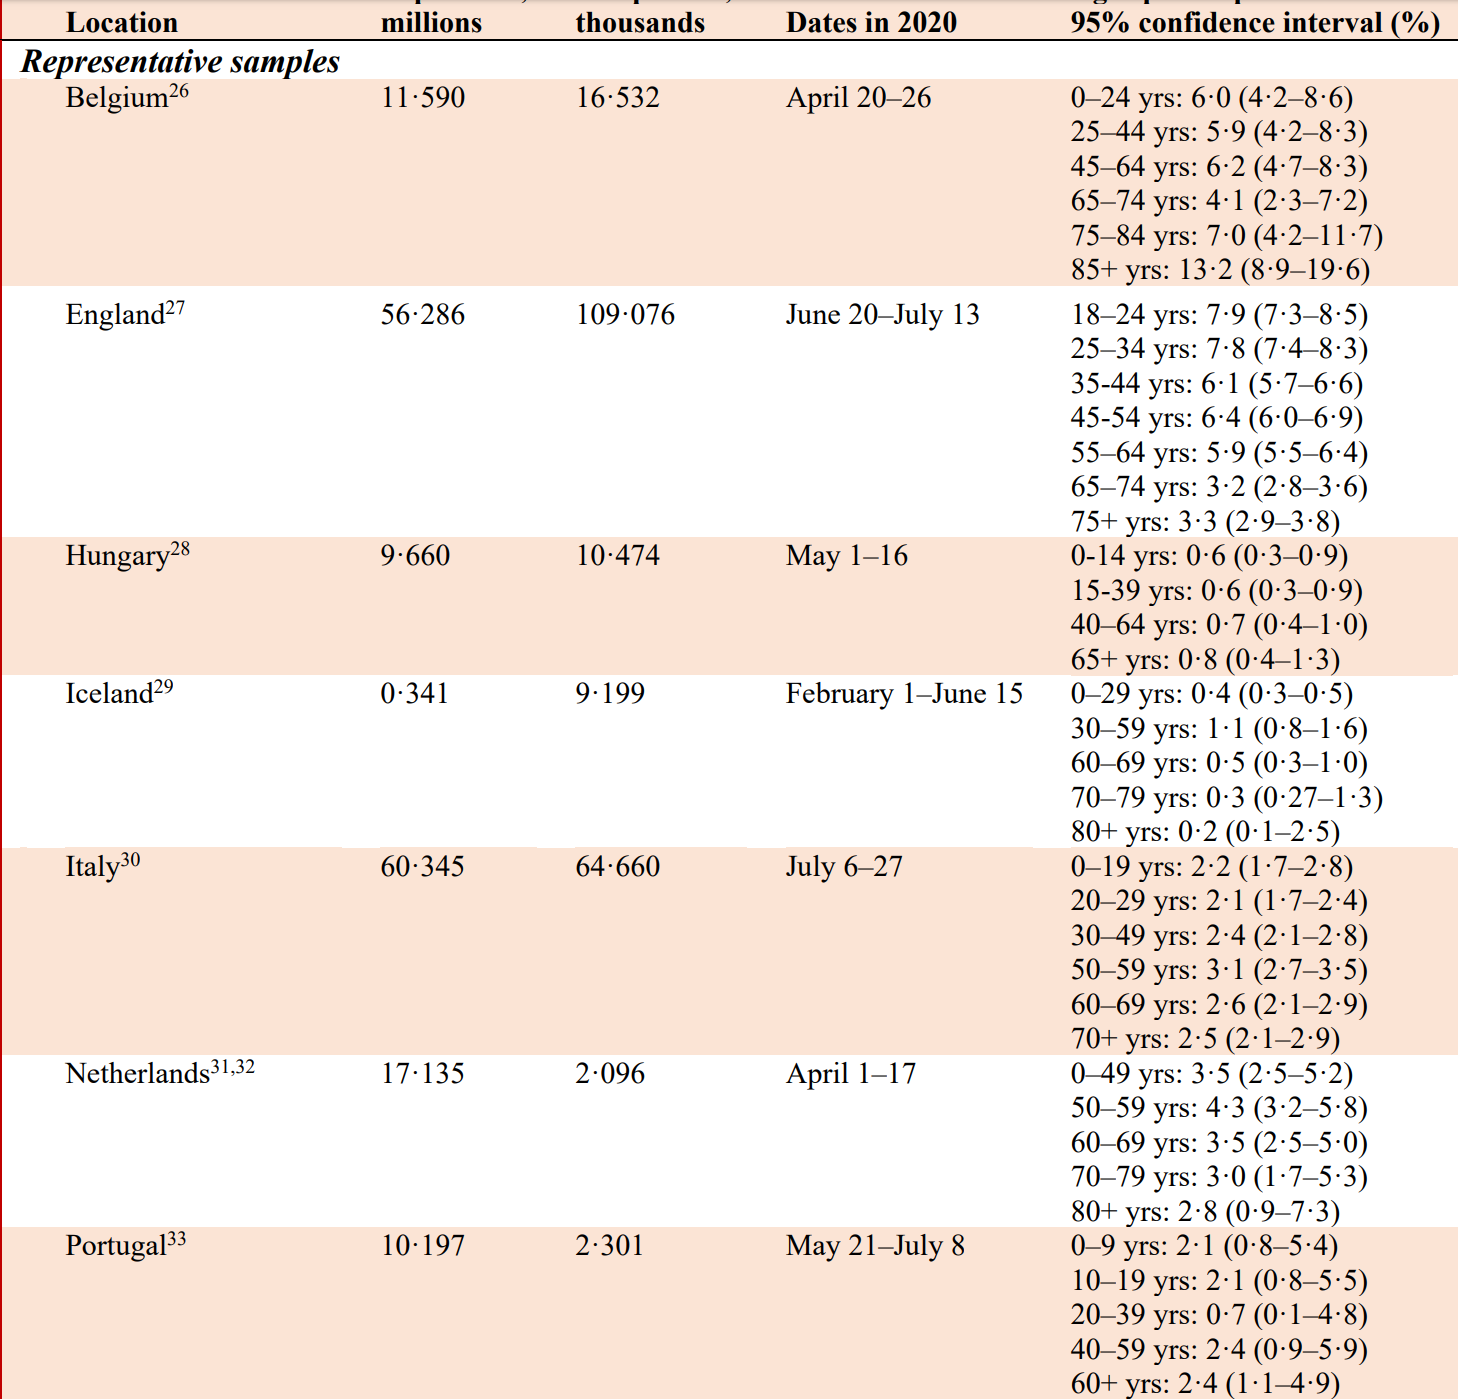 Location millions thousands Dates in 2020 95% confidence interval (%)
Representative samples
Belgium26 11·590 16·532 April 20–26 0–24 yrs: 6·0 (4·2–8·6)
25–44 yrs: 5·9 (4·2–8·3)
45–64 yrs: 6·2 (4·7–8·3)
65–74 yrs: 4·1 (2·3–7·2)
75–84 yrs: 7·0 (4·2–11·7)
85+ yrs: 13·2 (8·9–19·6)
England27 56·286 109·076 June 20–July 13 18–24 yrs: 7·9 (7·3–8·5)
25–34 yrs: 7·8 (7·4–8·3)
35-44 yrs: 6·1 (5·7–6·6)
45-54 yrs: 6·4 (6·0–6·9)
55–64 yrs: 5·9 (5·5–6·4)
65–74 yrs: 3·2 (2·8–3·6)
75+ yrs: 3·3 (2·9–3·8)
Hungary28 9·660 10·474 May 1–16 0-14 yrs: 0·6 (0·3–0·9)
15-39 yrs: 0·6 (0·3–0·9)
40–64 yrs: 0·7 (0·4–1·0)
65+ yrs: 0·8 (0·4–1·3)
Iceland29 0·341 9·199 February 1–June 15 0–29 yrs: 0·4 (0·3–0·5)
30–59 yrs: 1·1 (0·8–1·6)
60–69 yrs: 0·5 (0·3–1·0)
70–79 yrs: 0·3 (0·27–1·3)
80+ yrs: 0·2 (0·1–2·5)
Italy30 60·345 64·660 July 6–27 0–19 yrs: 2·2 (1·7–2·8)
20–29 yrs: 2·1 (1·7–2·4)
30–49 yrs: 2·4 (2·1–2·8)
50–59 yrs: 3·1 (2·7–3·5)
60–69 yrs: 2·6 (2·1–2·9)
70+ yrs: 2·5 (2·1–2·9)
Netherlands31,32 17·135 2·096 April 1–17 0–49 yrs: 3·5 (2·5–5·2)
50–59 yrs: 4·3 (3·2–5·8)
60–69 yrs: 3·5 (2·5–5·0)
70–79 yrs: 3·0 (1·7–5·3)
80+ yrs: 2·8 (0·9–7·3)
Portugal33 10·197 2·301 May 21–July 8 0–9 yrs: 2·1 (0·8–5·4)
10–19 yrs: 2·1 (0·8–5·5)
20–39 yrs: 0·7 (0·1–4·8)
40–59 yrs: 2·4 (0·9–5·9)
60+ yrs: 2·4 (1·1–4·9)